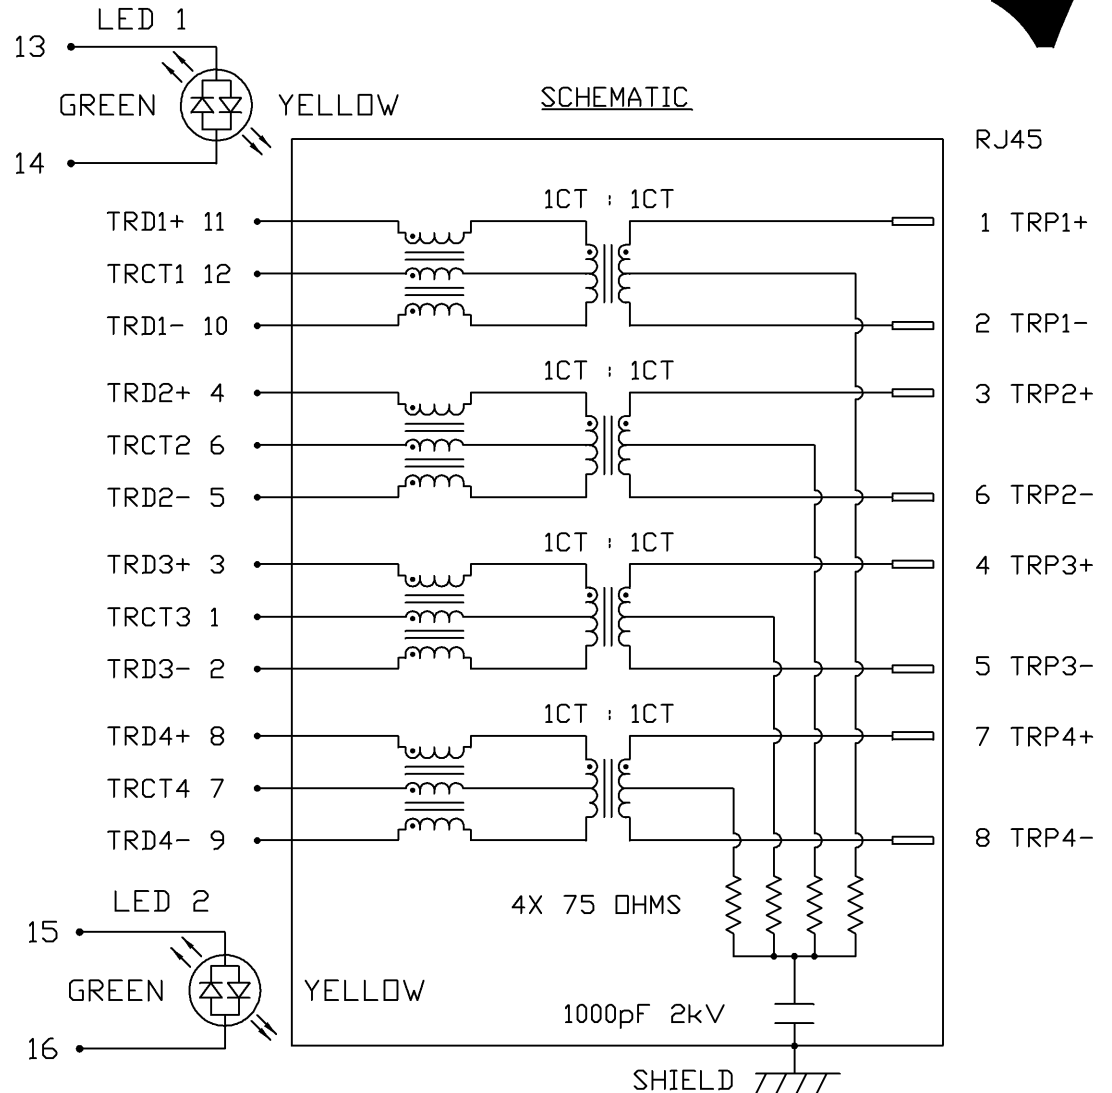 LED 1
13
GREEN YELLOW
14
SCHEMATIC
RJ45
1CT : 1CT
TRD1+ 11
1 TRP1+
TRCT1 12
TRD1- 10
2 TRP1-
1CT : 1CT
TRD2+ 4
3 TRP2+
TRCT2 6
TRD2- 5
6 TRP2-
1CT : 1CT
TRD3+ 3
4 TRP3+
TRCT3 1
TRD3- 2
5 TRP3-
1CT : 1CT
TRD4+ 8
7 TRP4+
TRCT4 7
TRD4- 9
8 TRP4-
4X 75 OHMS
LED 2
15
GREEN YELLOW
16
1000pF 2kV
SHIELD